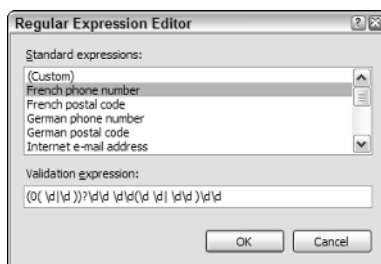 Regular Expression Editor
Standard expressions:
(Custom)
French phone number
French postal code
German phone number
German postal code
Internet e-mail address
Validation expression:
(0( \d|\d ))?\d\d \d\d(\d \d| \d\d )\d\d
OK
Cancel